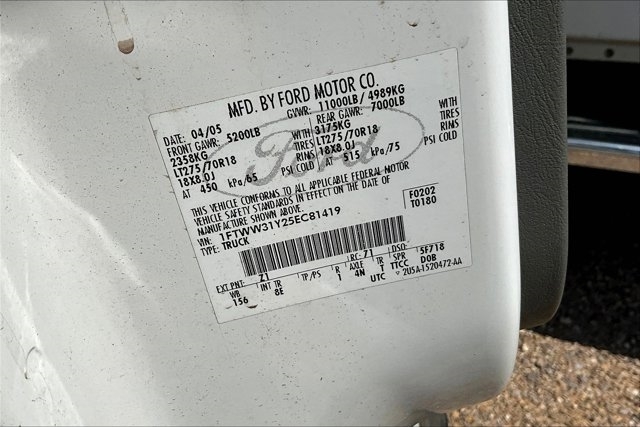 MFD. BY FORD MOTOR CO.
DATE: 04/05 GVWR: 11000LB/ 4989KG
FRONT GAWR: 5200LB REAR GAWR: 7000LB
2358KG WITH 3175KG WITH
LT275/70R18 TIRES LT275/70R18 TIRES
18X8.0J RIMS 18X8.0J RIMS
AT 450 kPa/65 PSI COLD AT 515 kPa/75 PSI COLD
Ford
THIS VEHICLE CONFORMS TO ALL APPLICABLE FEDERAL MOTOR
VEHICLE SAFETY STANDARDS IN EFFECT ON THE DATE OF
MANUFACTURE SHOWN ABOVE.
VIN: 1FTWW31Y25EC81419 F0202
TYPE: TRUCK T0180
EXT PNT: Z1 RC: Z1 DSO: 5F718
WB INT TR TP/PS R AXLE TR SPR DOB
156 8E 1 4N T TTCC
UTC 2U5A-1520472-AA